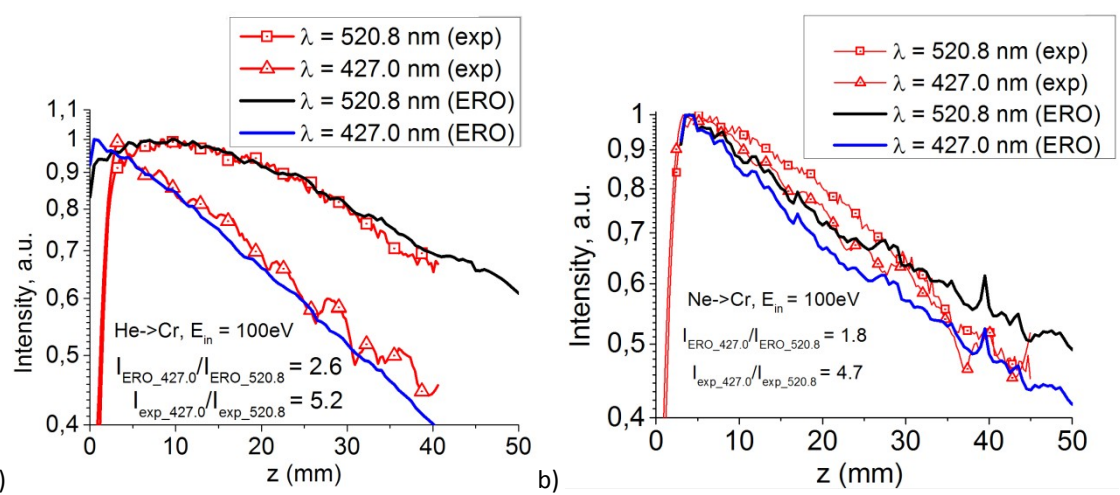 λ = 520.8 nm (exp)
λ = 427.0 nm (exp)
λ = 520.8 nm (ERO)
λ = 427.0 nm (ERO)
1,1
1
0,9
0,8
0,7
0,6
0,5
0,4
Intensity, a.u.
He->Cr, E_in = 100eV
I_ERO_427.0/I_ERO_520.8 = 2.6
I_exp_427.0/I_exp_520.8 = 5.2
0 10 20 30 40 50
z (mm)
)
b)
λ = 520.8 nm (exp)
λ = 427.0 nm (exp)
λ = 520.8 nm (ERO)
λ = 427.0 nm (ERO)
1
0,9
0,8
0,7
0,6
0,5
0,4
Intensity, a.u.
Ne->Cr, E_in = 100eV
I_ERO_427.0/I_ERO_520.8 = 1.8
I_exp_427.0/I_exp_520.8 = 4.7
0 10 20 30 40 50
z (mm)